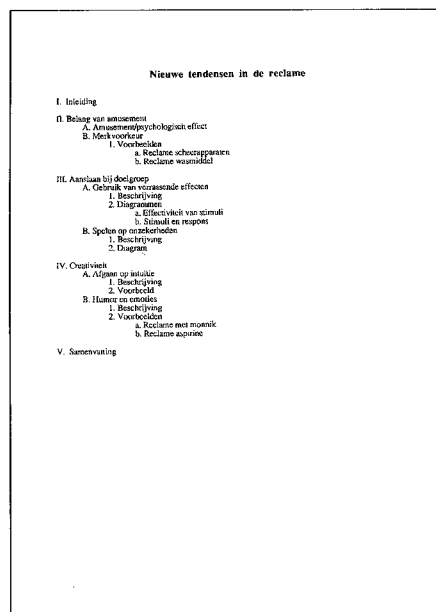 Nieuwe tendensen in de reclame
I. Inleiding
II. Belang van amusement
A. Amusement/psychologisch effect
B. Merkvoorkeur
1. Voorbeelden
a. Reclame scheerapparaten
b. Reclame wasmiddel
III. Aanslaan bij doelgroep
A. Gebruik van verrassende effecten
1. Beschrijving
2. Diagrammen
a. Effectiviteit van stimuli
b. Stimuli en respons
B. Spelen op onzekerheden
1. Beschrijving
2. Diagram
IV. Creativiteit
A. Afgaan op intuïtie
1. Beschrijving
2. Voorbeeld
B. Humor en emoties
1. Beschrijving
2. Voorbeelden
a. Reclame met monnik
b. Reclame aspirine
V. Samenvatting